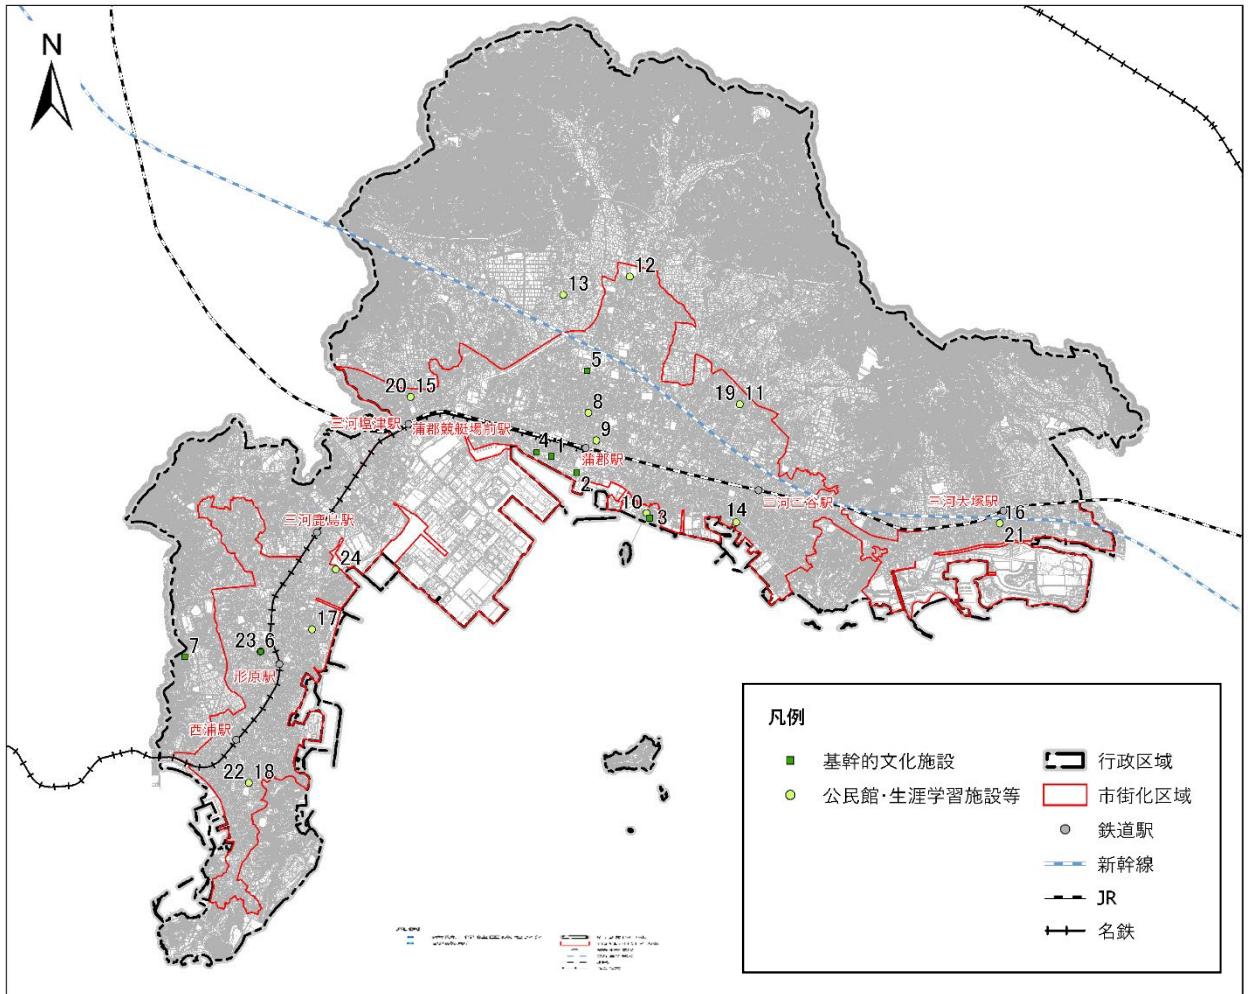 N
12
13
5
20 15
19 11
8
三河塩津駅
蒲郡競艇場前駅
9
4 1
蒲郡駅
2
三河三谷駅
三河大塚駅
10
3
14
16
三河鹿島駅
21
24
17
23 6
7
形原駅
西浦駅
22 18
凡例
基幹的文化施設
公民館・生涯学習施設等
行政区域
市街化区域
鉄道駅
新幹線
JR
名鉄
凡例